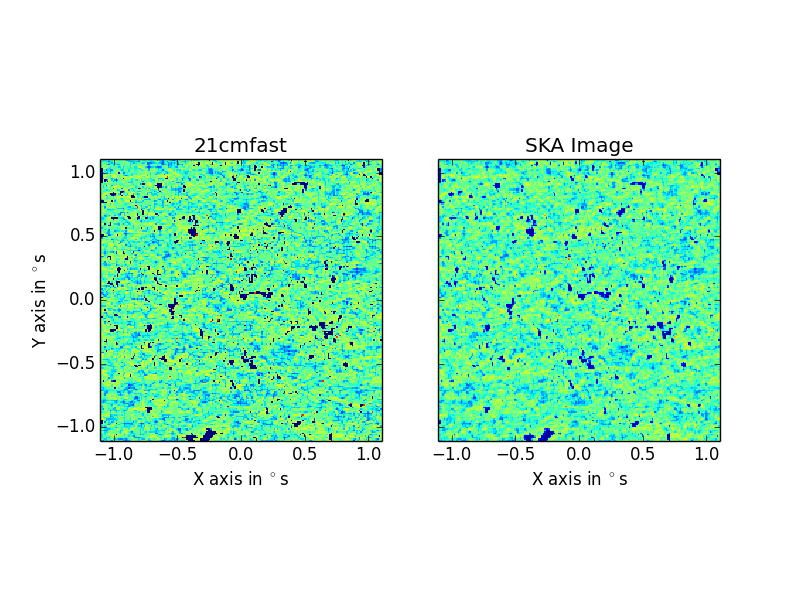 21cmfast
SKA Image
1.0
0.5
0.0
−0.5
−1.0
Y axis in °s
−1.0 −0.5 0.0 0.5 1.0
−1.0 −0.5 0.0 0.5 1.0
X axis in °s
X axis in °s